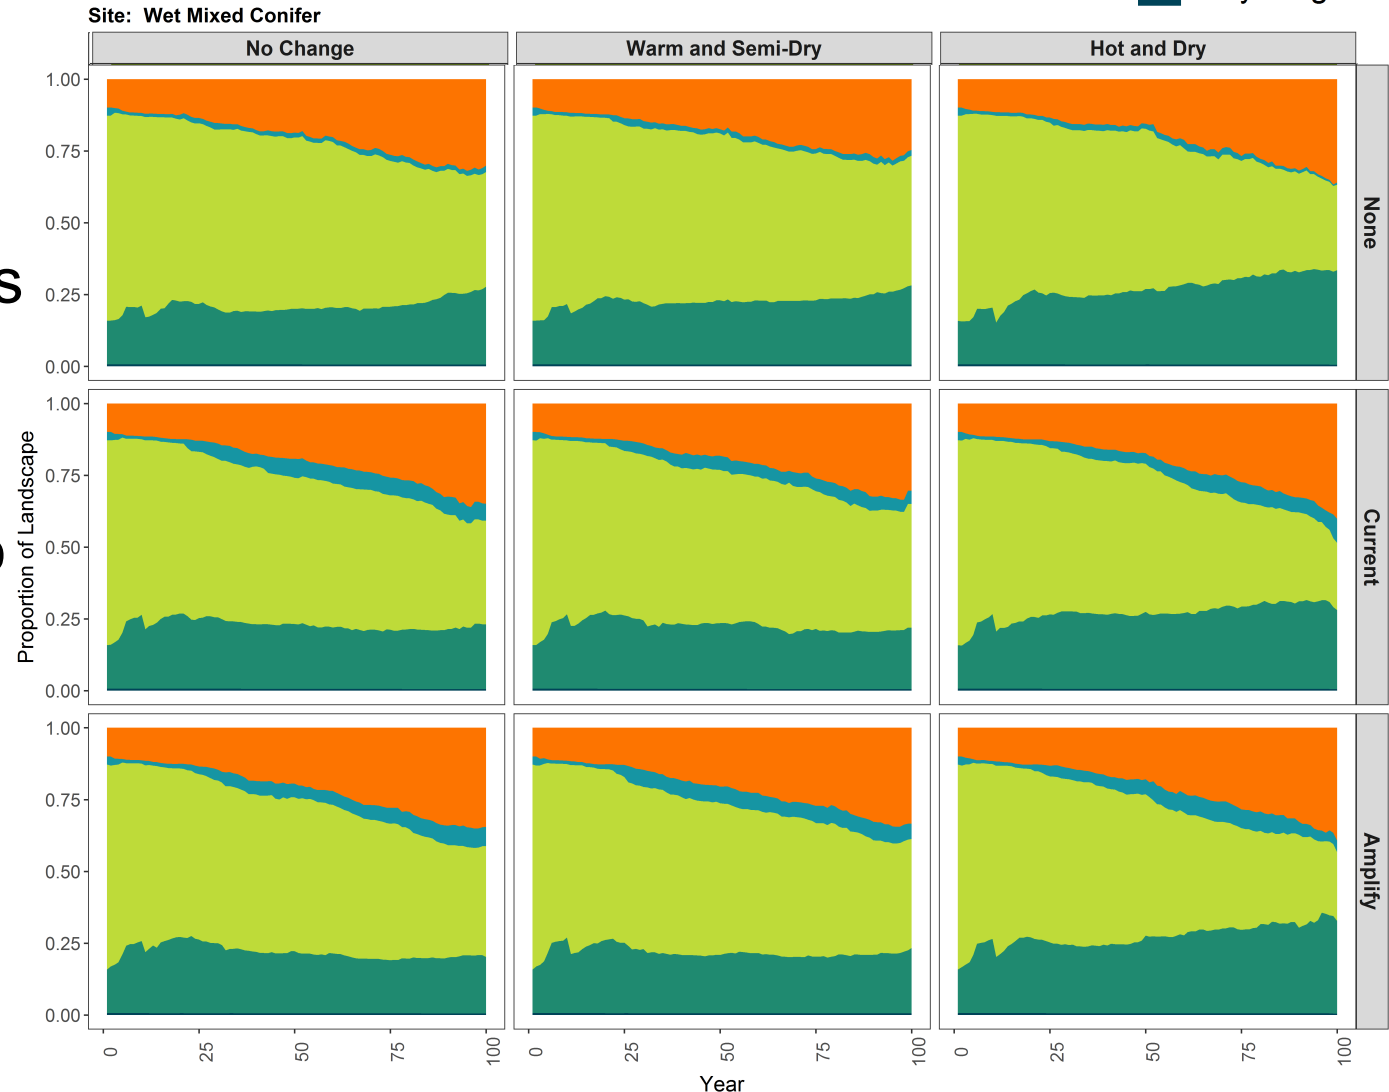 Site: Wet Mixed Conifer
No Change
Warm and Semi-Dry
Hot and Dry
1.00
0.75
0.50
0.25
0.00
None
1.00
0.75
0.50
0.25
0.00
Current
1.00
0.75
0.50
0.25
0.00
Amplify
Proportion of Landscape
0 25 50 75 100
0 25 50 75 100
0 25 50 75 100
Year
s